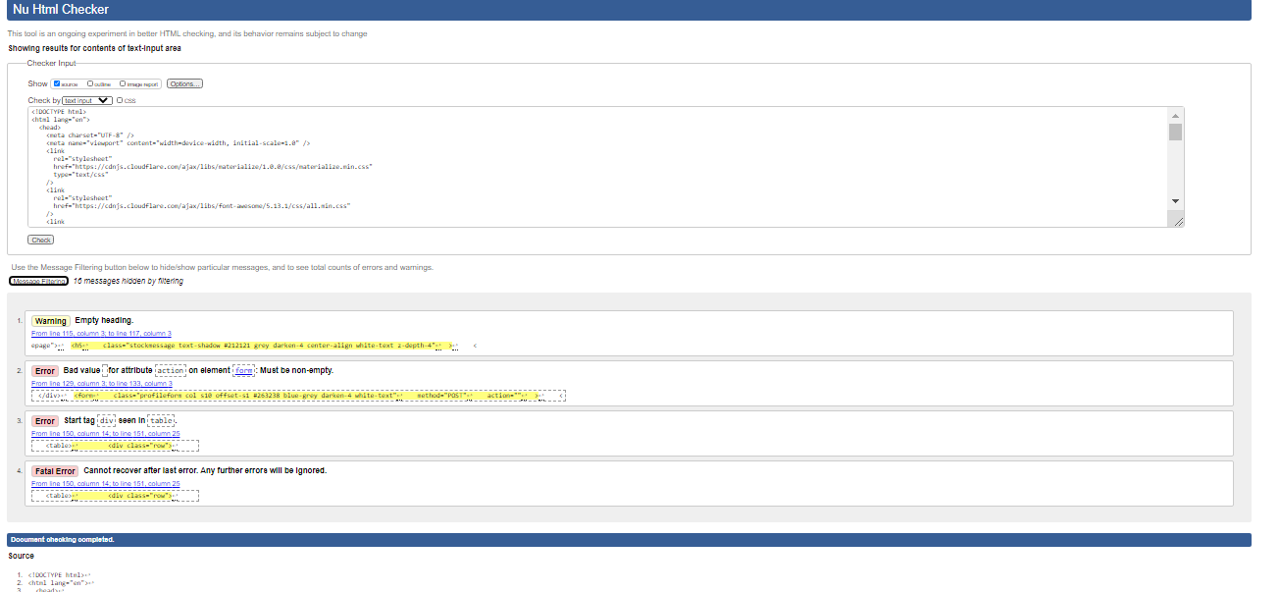 Nu Html Checker
This tool is an ongoing experiment in better HTML checking, and its behavior remains subject to change
Showing results for contents of text-input area
Checker Input
Show source outline image report Options...
Check by text input CSS
<!DOCTYPE html>
<html lang="en">
<head>
<meta charset="UTF-8" />
<meta name="viewport" content="width=device-width, initial-scale=1.0" />
<link
rel="stylesheet"
href="https://cdnjs.cloudflare.com/ajax/libs/materialize/1.0.0/css/materialize.min.css"
type="text/css"
/>
<link
rel="stylesheet"
href="https://cdnjs.cloudflare.com/ajax/libs/font-awesome/5.13.1/css/all.min.css"
/>
<link
Check
Use the Message Filtering button below to hide/show particular messages, and to see total counts of errors and warnings.
Message Filtering 16 messages hidden by filtering
1. Warning Empty heading.
From line 115, column 3; to line 117, column 3
epage">↩ <h5↩ class="stockmessage text-shadow #212121 grey darken-4 center-align white-text z-depth-4"↩ >↩ <
2. Error Bad value for attribute action on element form: Must be non-empty.
From line 129, column 3; to line 133, column 3
</div>↩ <form↩ class="profileform col s10 offset-s1 #263238 blue-grey darken-4 white-text"↩ method="POST"↩ action=""↩ >↩ <
3. Error Start tag div seen in table.
From line 150, column 14; to line 151, column 25
<table>↩ <div class="row">↩
4. Fatal Error Cannot recover after last error. Any further errors will be ignored.
From line 150, column 14; to line 151, column 25
<table>↩ <div class="row">↩
Document checking completed.
Source
1. <!DOCTYPE html>↩
2. <html lang="en">↩
3. <head>↩